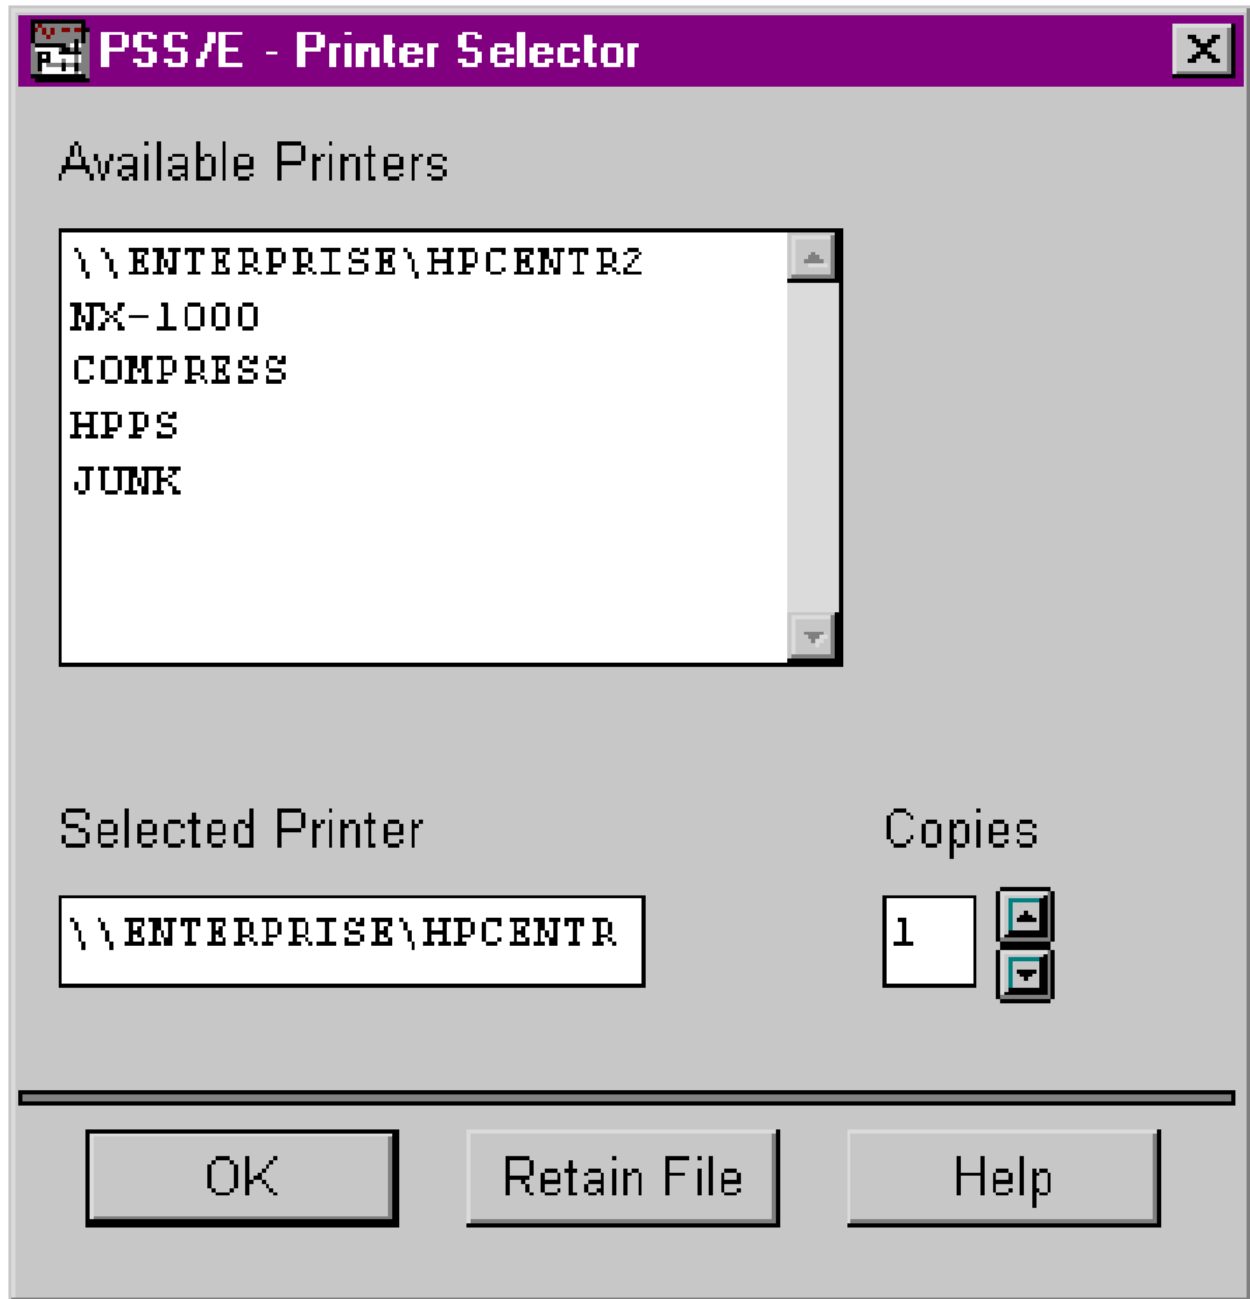 PSS/E - Printer Selector
Available Printers
\\ENTERPRISE\HPCENTR2
NX-1000
COMPRESS
HPPS
JUNK
Selected Printer
Copies
\\ENTERPRISE\HPCENTR
1
OK
Retain File
Help